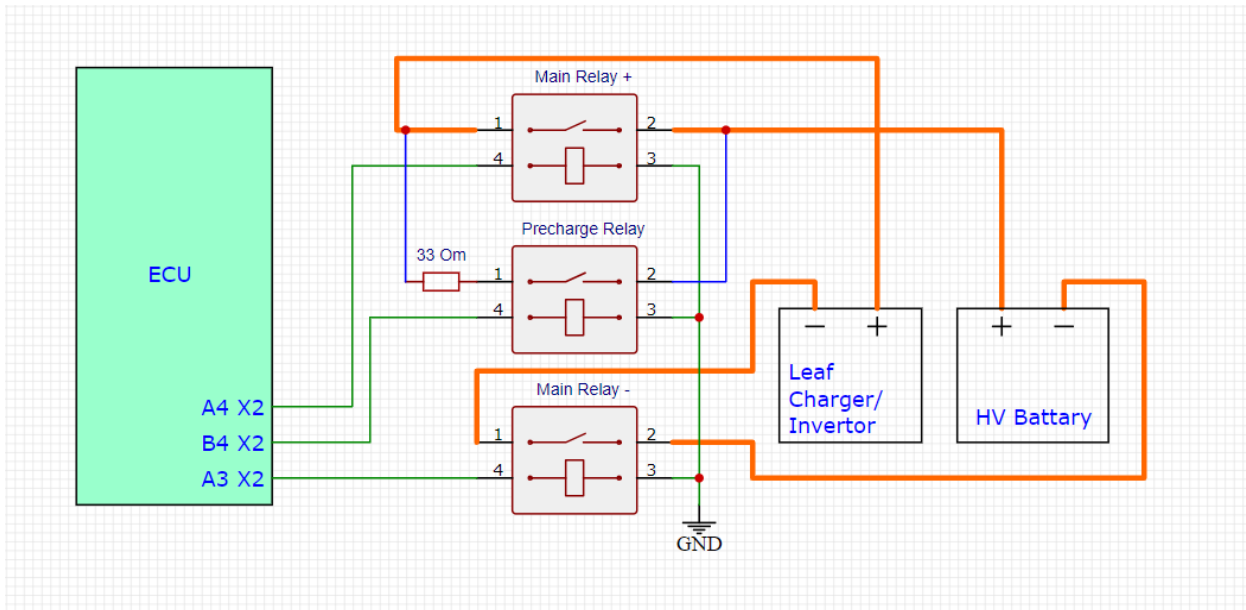 Main Relay +
1
2
4
3
Precharge Relay
33 Om
1
2
4
3
ECU
Main Relay -
1
2
4
3
A4 X2
B4 X2
A3 X2
GND
− +
Leaf
Charger/
Invertor
+ −
HV Battary